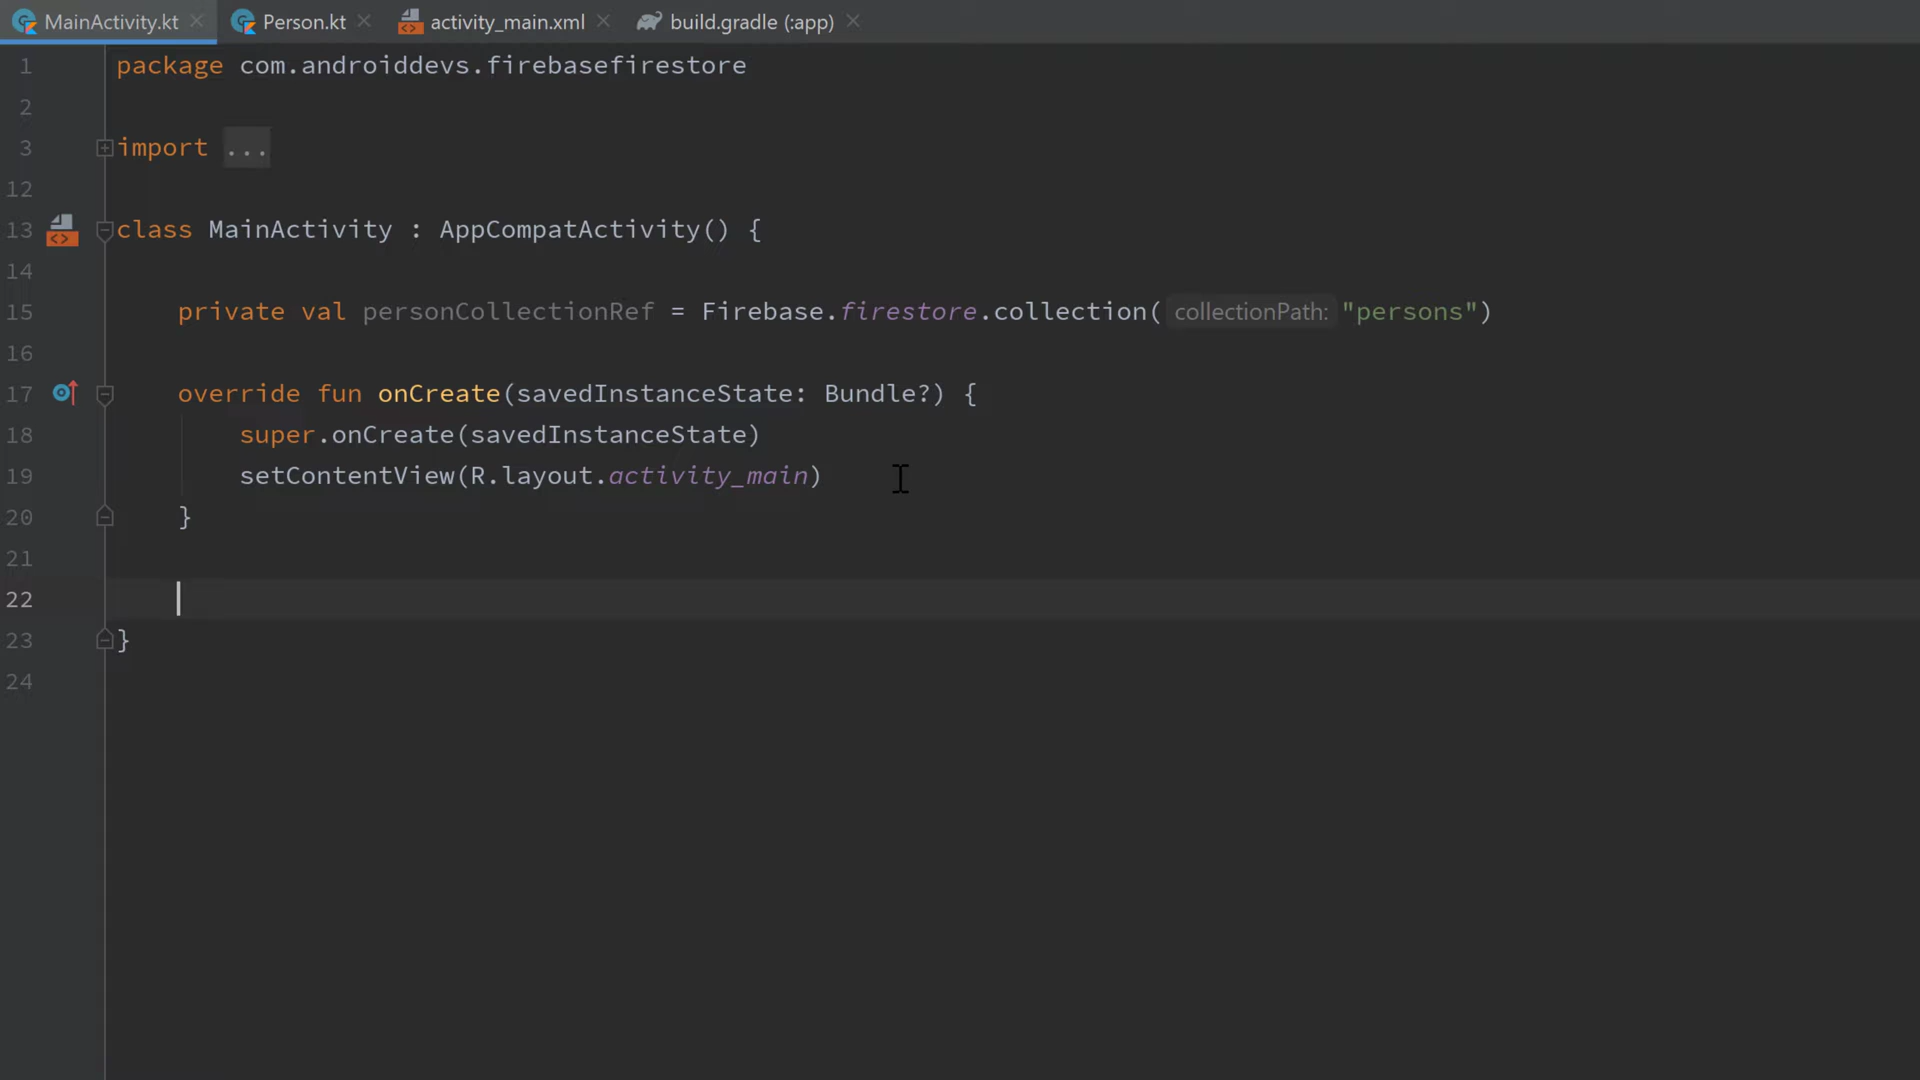 MainActivity.kt Person.kt activity_main.xml build.gradle (:app)
1 package com.androiddevs.firebasefirestore
2
3 import ...
12
13 class MainActivity : AppCompatActivity() {
14
15 private val personCollectionRef = Firebase.firestore.collection( collectionPath: "persons")
16
17 override fun onCreate(savedInstanceState: Bundle?) {
18 super.onCreate(savedInstanceState)
19 setContentView(R.layout.activity_main)
20 }
21
22
23 }
24